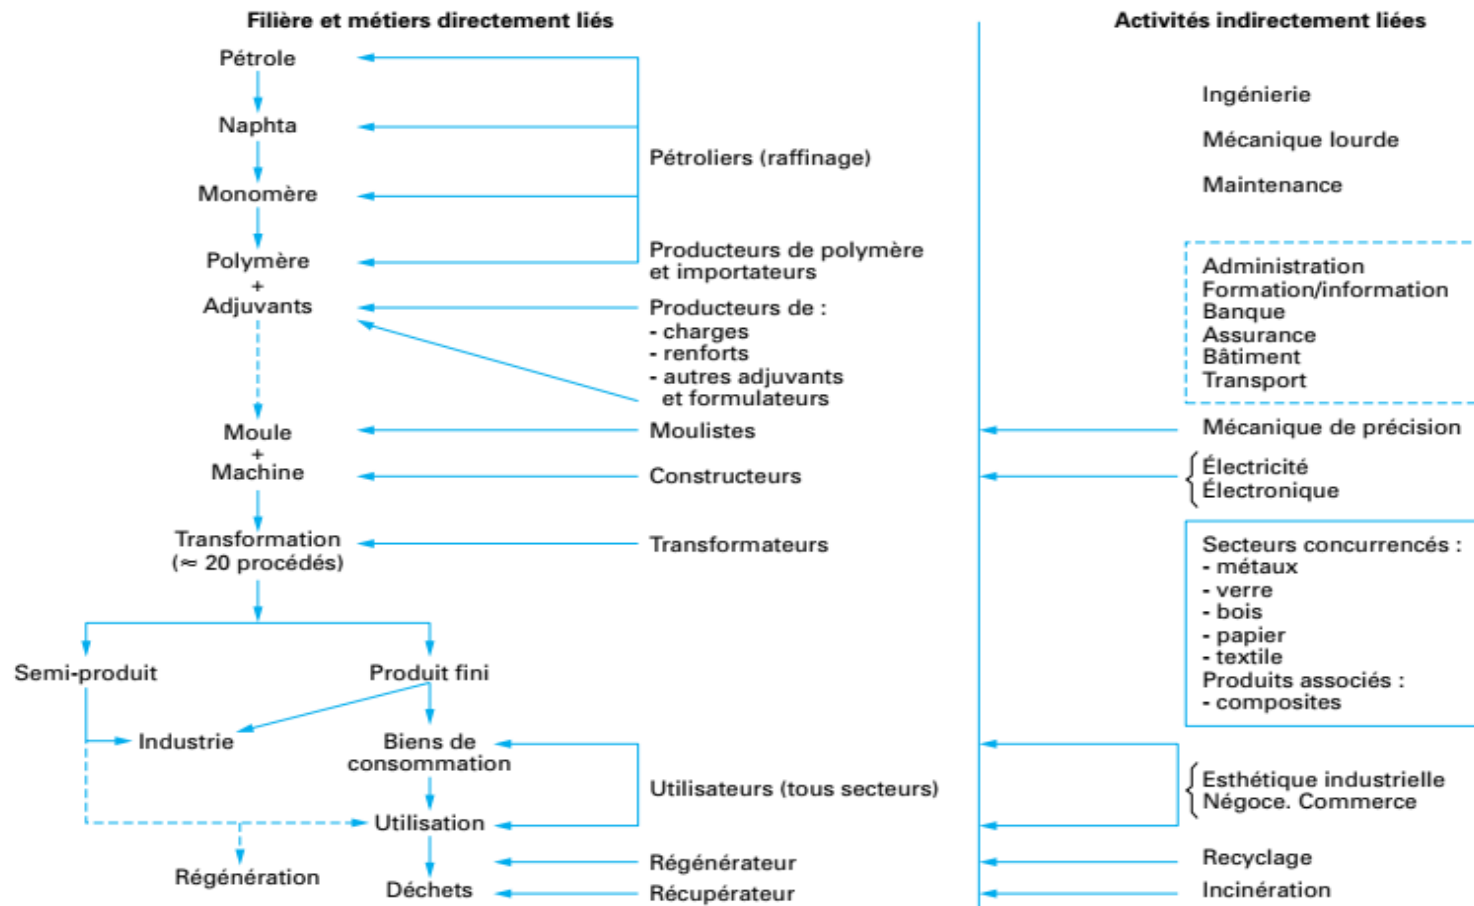 Filière et métiers directement liés
Activités indirectement liées
Pétrole
Naphta
Monomère
Polymère
+
Adjuvants
Moule
+
Machine
Transformation
(≈ 20 procédés)
Semi-produit
Produit fini
Industrie
Biens de
consommation
Utilisation
Régénération
Déchets
Pétroliers (raffinage)
Producteurs de polymère
et importateurs
Producteurs de :
- charges
- renforts
- autres adjuvants
et formulateurs
Moulistes
Constructeurs
Transformateurs
Utilisateurs (tous secteurs)
Régénérateur
Récupérateur
Ingénierie
Mécanique lourde
Maintenance
Administration
Formation/information
Banque
Assurance
Bâtiment
Transport
Mécanique de précision
Électricité
Électronique
Secteurs concurrencés :
- métaux
- verre
- bois
- papier
- textile
Produits associés :
- composites
Esthétique industrielle
Négoce. Commerce
Recyclage
Incinération